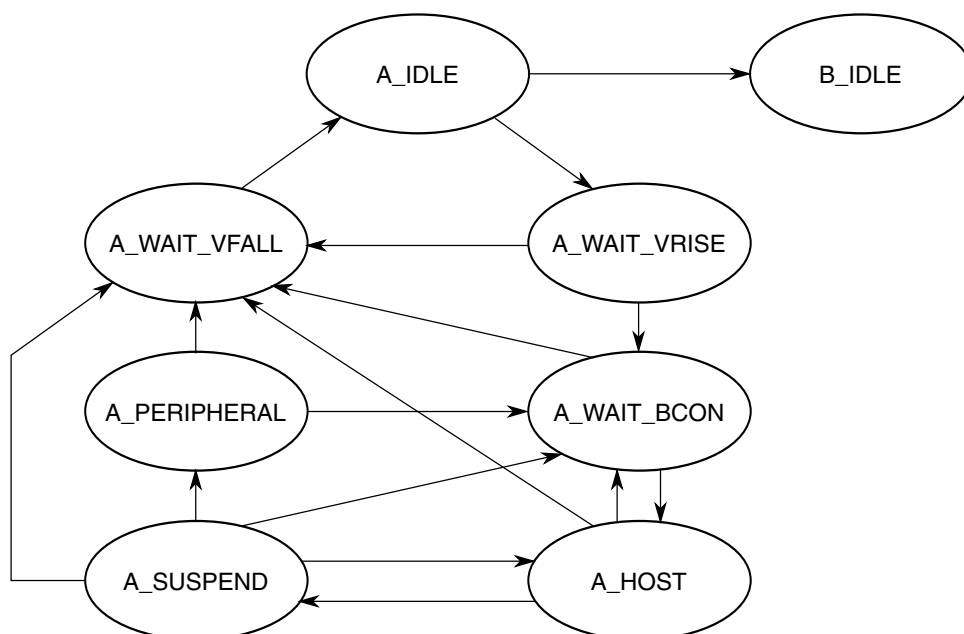 A_IDLE
B_IDLE
A_WAIT_VFALL
A_WAIT_VRISE
A_PERIPHERAL
A_WAIT_BCON
A_SUSPEND
A_HOST